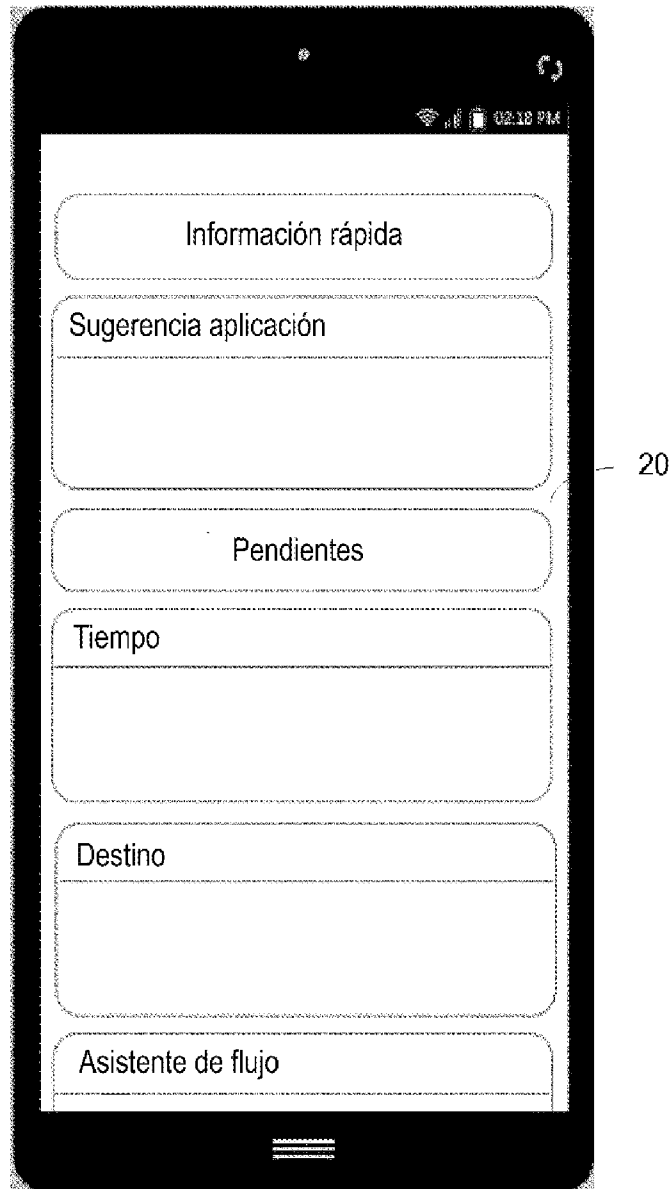 02:18 PM
Información rápida
Sugerencia aplicación
20
Pendientes
Tiempo
Destino
Asistente de flujo